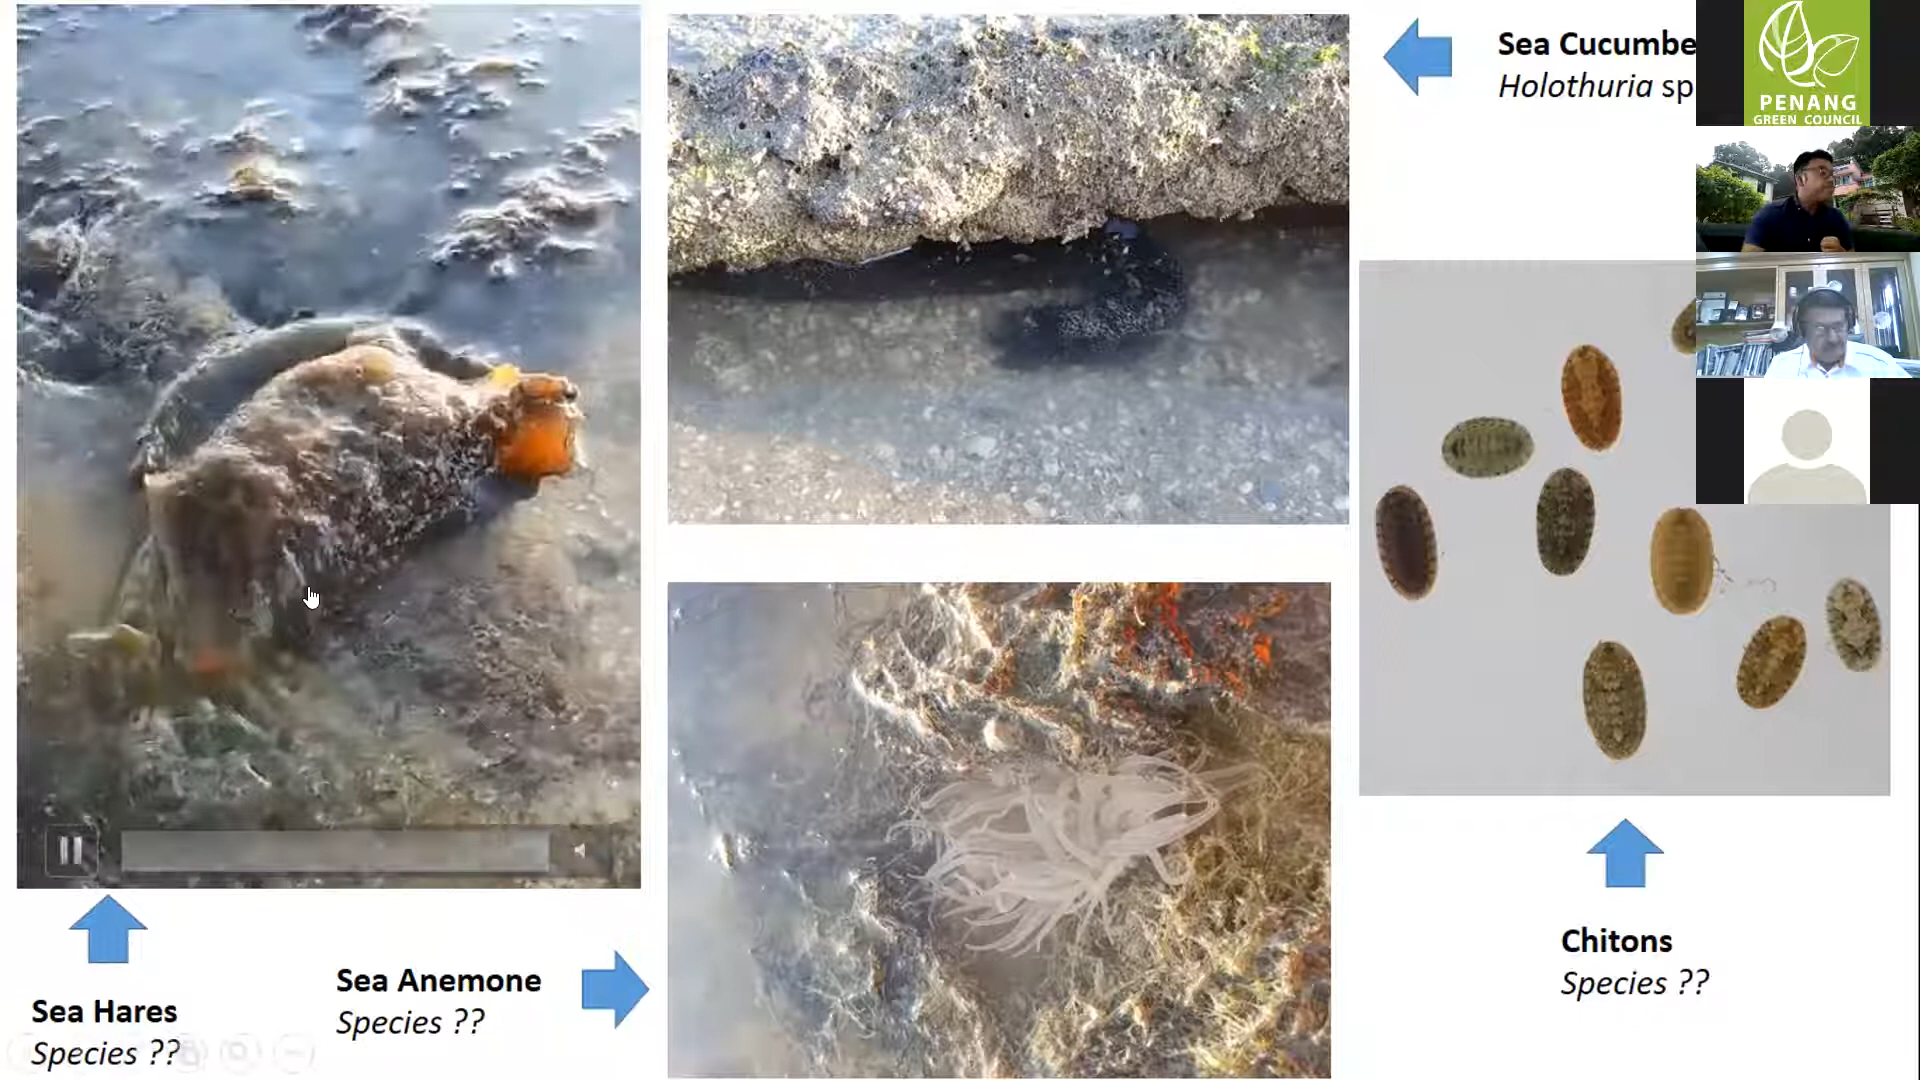 Sea Cucumbe
Holothuria sp
PENANG
GREEN COUNCIL
Sea Hares
Species ??
Sea Anemone
Species ??
Chitons
Species ??